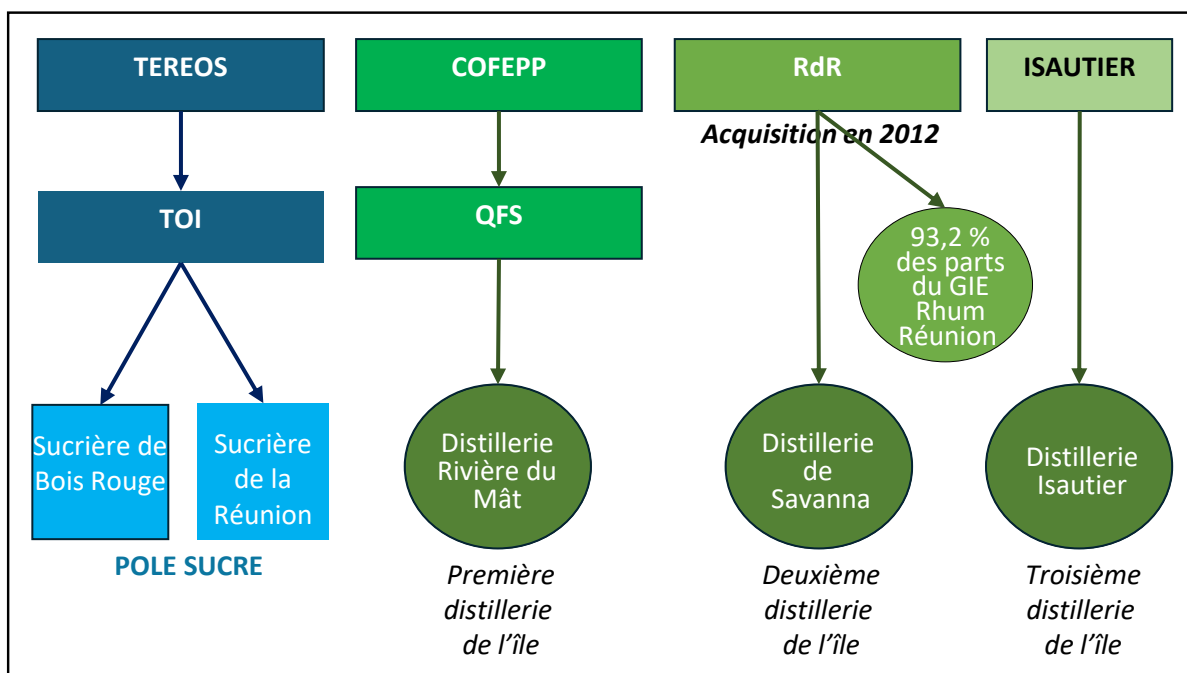 TEREOS
COFEPP
RdR
ISAUTIER
Acquisition en 2012
TOI
QFS
93,2 %
des parts
du GIE
Rhum
Réunion
Sucrière de
Bois Rouge
Sucrière
de la
Réunion
Distillerie
Rivière du
Mât
Distillerie
de
Savanna
Distillerie
Isautier
POLE SUCRE
Première
distillerie
de l’île
Deuxième
distillerie
de l’île
Troisième
distillerie
de l’île